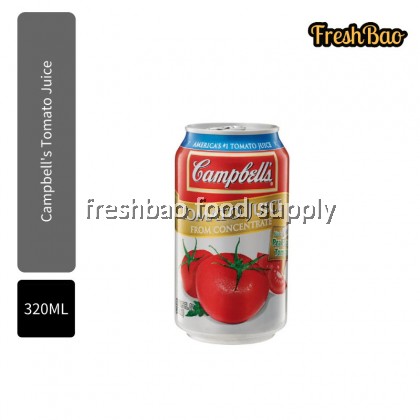 FreshBao
Campbell's Tomato Juice
320ML
AMERICA'S #1 TOMATO JUICE
Campbell's
freshbao food supply
FROM CONCENTRATE